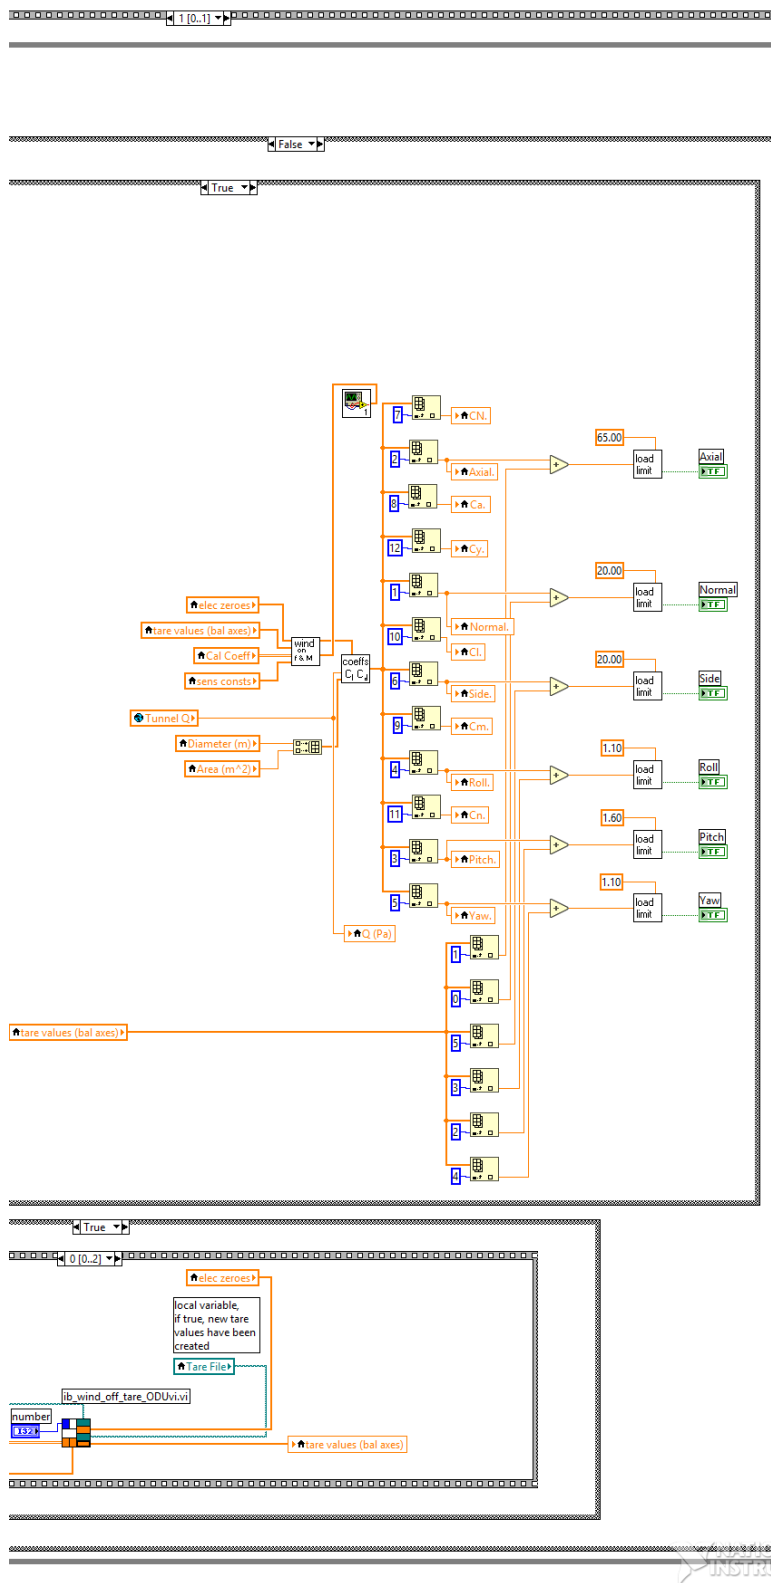 1 [0..1]
False
True
1
7
CN.
65.00
2
Axial.
+
load
limit
Axial
TF
8
Ca.
12
Cy.
20.00
1
Normal.
+
load
limit
Normal
TF
elec zeroes
tare values (bal axes)
Cal Coeff
sens consts
wind
on
f & M
coeffs
10
Cl.
20.00
6
Side.
+
load
limit
Side
TF
Tunnel Q
9
Cm.
Diameter (m)
Area (m^2)
1.10
4
Roll.
+
load
limit
Roll
TF
11
Cn.
1.60
3
Pitch.
+
load
limit
Pitch
TF
1.10
5
Yaw.
+
load
limit
Yaw
TF
Q (Pa)
1
0
tare values (bal axes)
5
3
2
4
True
0 [0..2]
elec zeroes
local variable,
if true, new tare
values have been
created
Tare File
ib_wind_off_tare_ODUvi.vi
number
I32
tare values (bal axes)